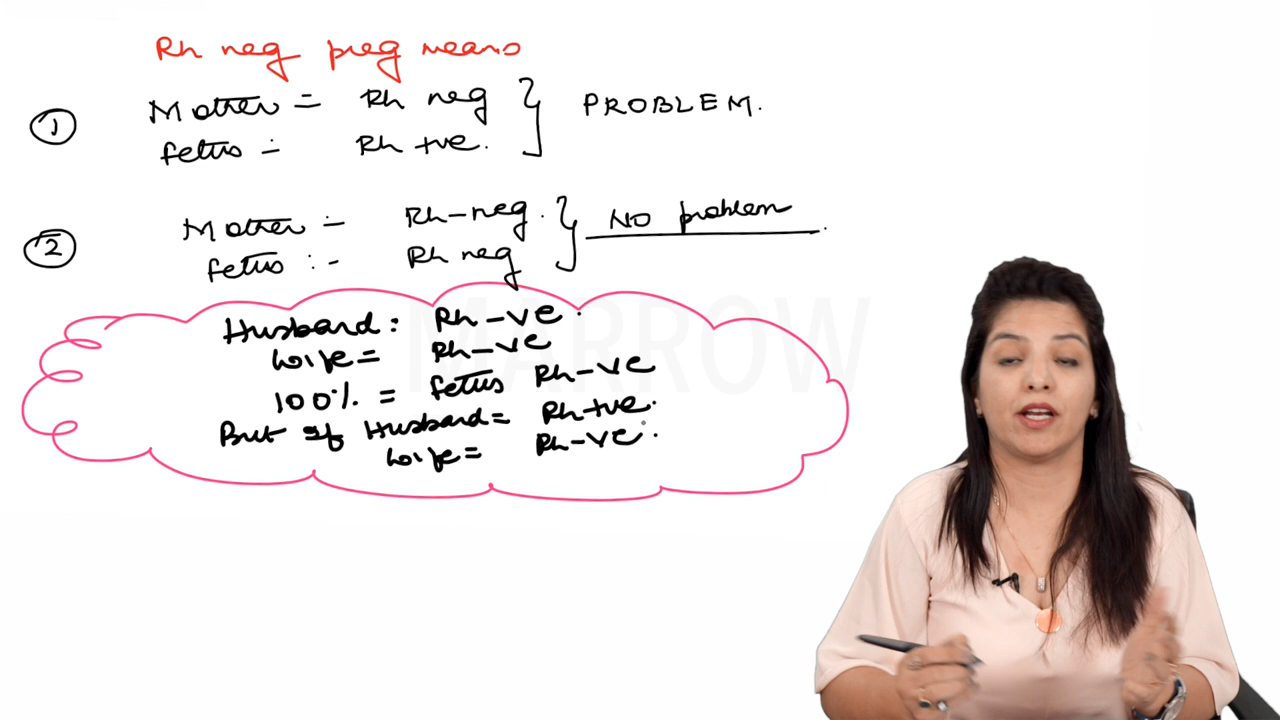 Rh neg preg means
① Mother = Rh neg } PROBLEM.
fetus :- Rh +ve.
② Mother :- Rh-neg. } NO problem
fetus :- Rh neg
MARROW
Husband: Rh -ve.
Wife = Rh -ve
100% = fetus Rh -ve
But if Husband = Rh +ve.
Wife = Rh -ve.